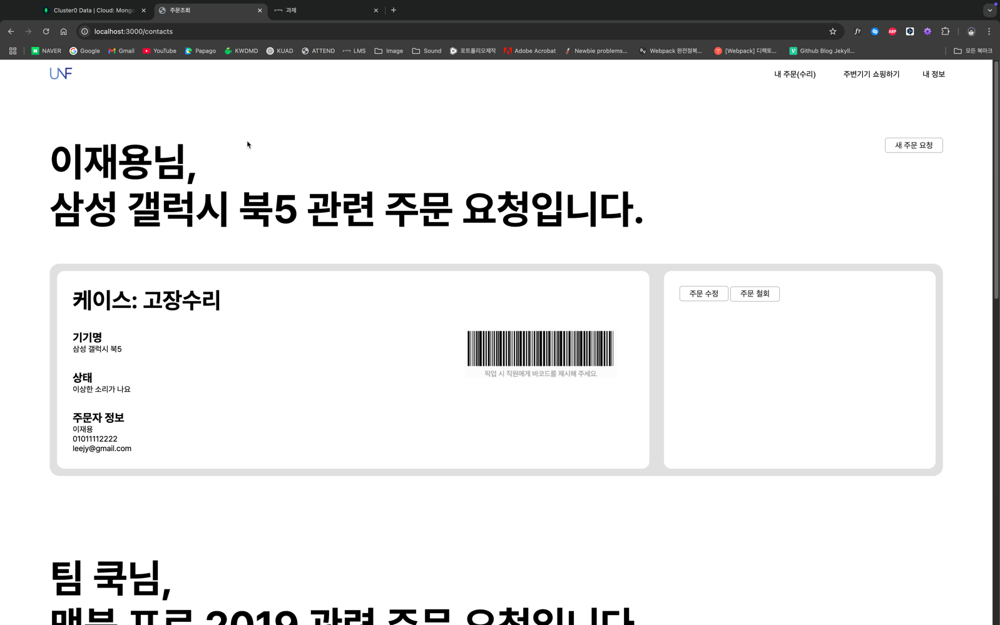 Cluster0 Data | Cloud: Mongo
주문조회
과제
localhost:3000/contacts
NAVER
Google
Gmail
YouTube
Papago
KWDMD
KUAD
ATTEND
LMS
Image
Sound
포트폴리오제작
Adobe Acrobat
Newbie problems...
Webpack 완전정복...
[Webpack] 디렉토...
Github Blog Jekyll...
모든 북마크
UNF
내 주문(수리)
주변기기 쇼핑하기
내 정보
새 주문 요청
이재용님,
삼성 갤럭시 북5 관련 주문 요청입니다.
케이스: 고장수리
기기명
삼성 갤럭시 북5
상태
이상한 소리가 나요
주문자 정보
이재용
01011112222
leejy@gmail.com
픽업 시 직원에게 바코드를 제시해 주세요.
주문 수정
주문 철회
팀 쿡님,
맥북 프로 2019 관련 주문 요청입니다.